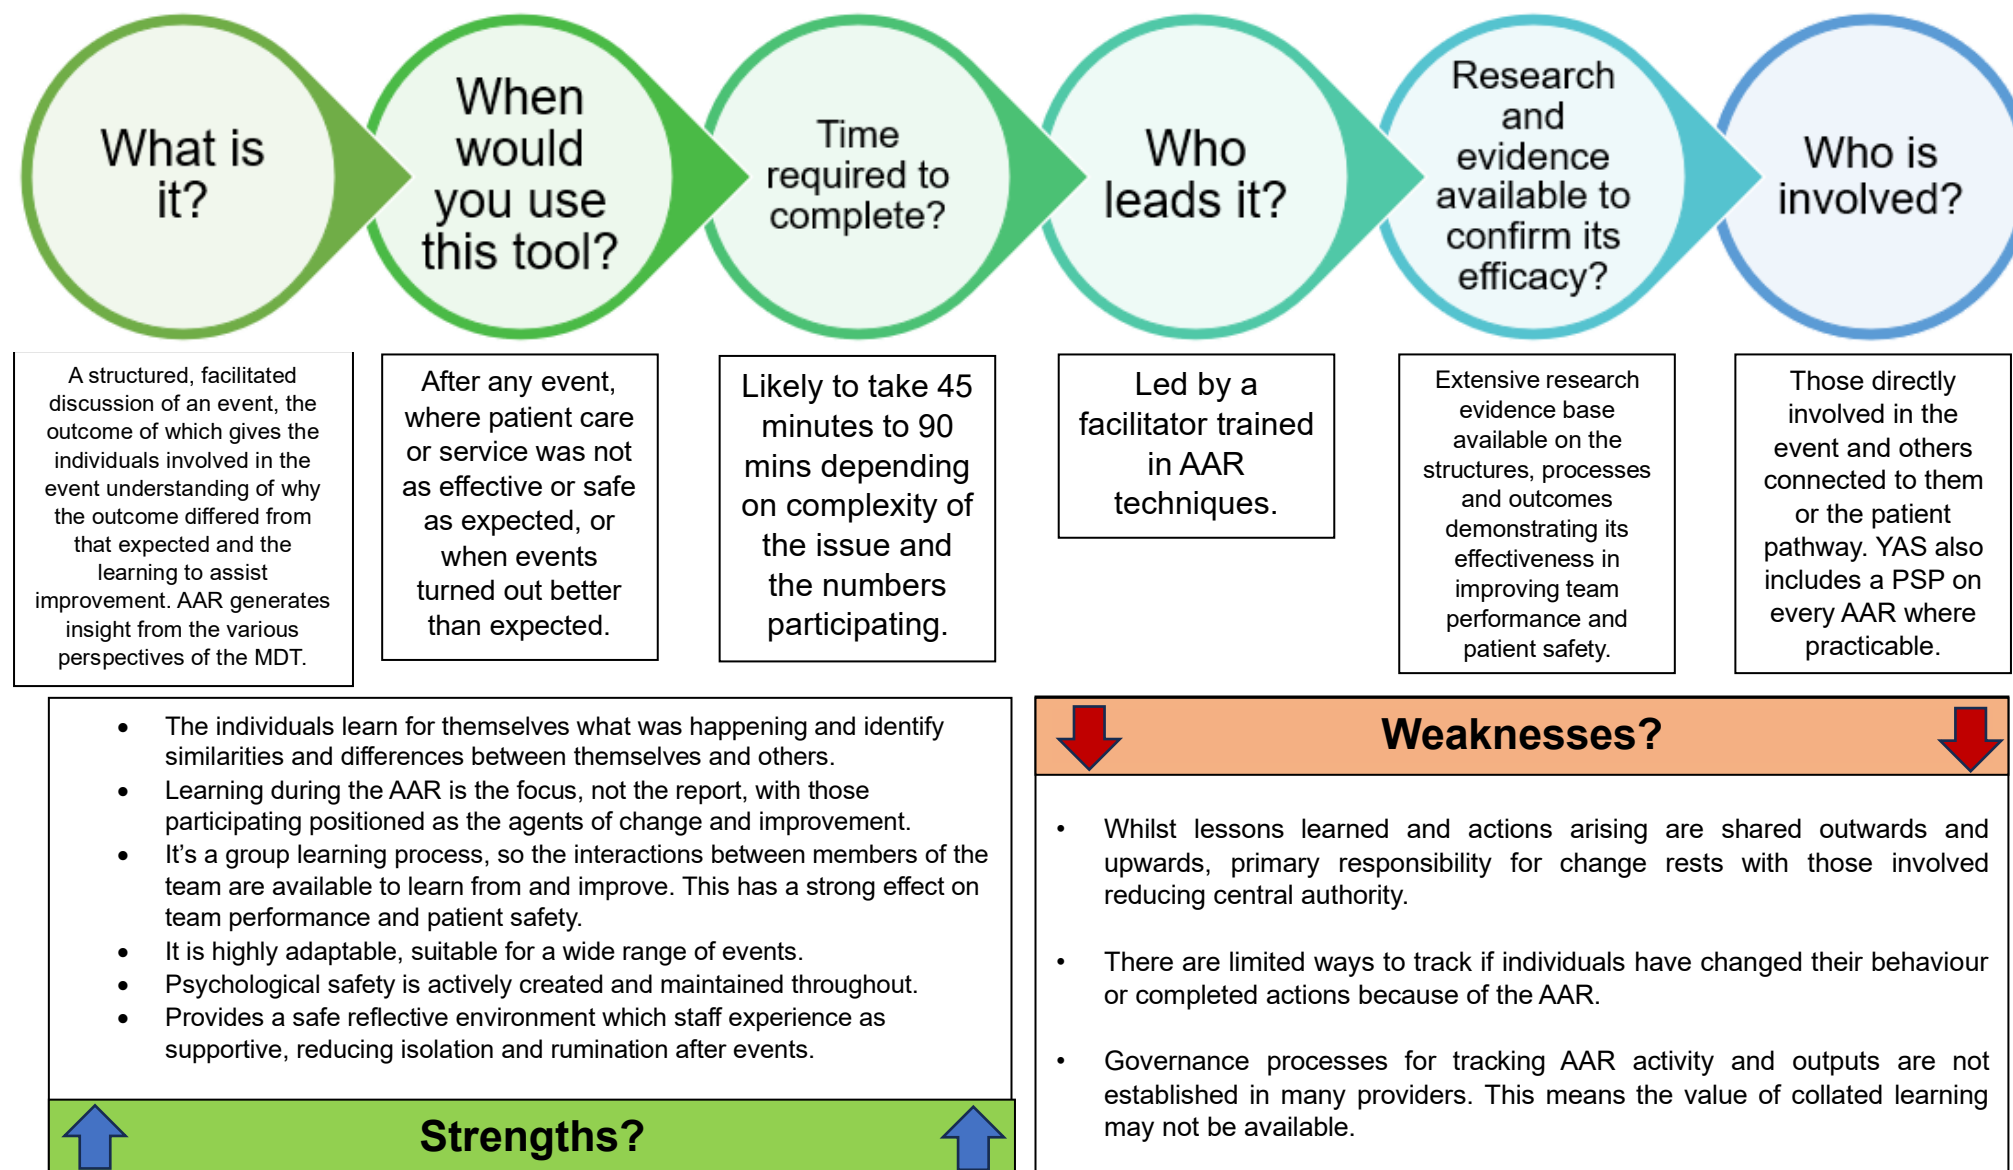 What is
it?
When
would
you use
this tool?
Time
required to
complete?
Who
leads it?
Research
and
evidence
available to
confirm its
efficacy?
Who is
involved?
A structured, facilitated
discussion of an event, the
outcome of which gives the
individuals involved in the
event understanding of why
the outcome differed from
that expected and the
learning to assist
improvement. AAR generates
insight from the various
perspectives of the MDT.
After any event,
where patient care
or service was not
as effective or safe
as expected, or
when events
turned out better
than expected.
Likely to take 45
minutes to 90
mins depending
on complexity of
the issue and
the numbers
participating.
Led by a
facilitator trained
in AAR
techniques.
Extensive research
evidence base
available on the
structures, processes
and outcomes
demonstrating its
effectiveness in
improving team
performance and
patient safety.
Those directly
involved in the
event and others
connected to them
or the patient
pathway. YAS also
includes a PSP on
every AAR where
practicable.
• The individuals learn for themselves what was happening and identify
similarities and differences between themselves and others.
• Learning during the AAR is the focus, not the report, with those
participating positioned as the agents of change and improvement.
• It's a group learning process, so the interactions between members of the
team are available to learn from and improve. This has a strong effect on
team performance and patient safety.
• It is highly adaptable, suitable for a wide range of events.
• Psychological safety is actively created and maintained throughout.
• Provides a safe reflective environment which staff experience as
supportive, reducing isolation and rumination after events.
Strengths?
Weaknesses?
• Whilst lessons learned and actions arising are shared outwards and
upwards, primary responsibility for change rests with those involved
reducing central authority.
• There are limited ways to track if individuals have changed their behaviour
or completed actions because of the AAR.
• Governance processes for tracking AAR activity and outputs are not
established in many providers. This means the value of collated learning
may not be available.